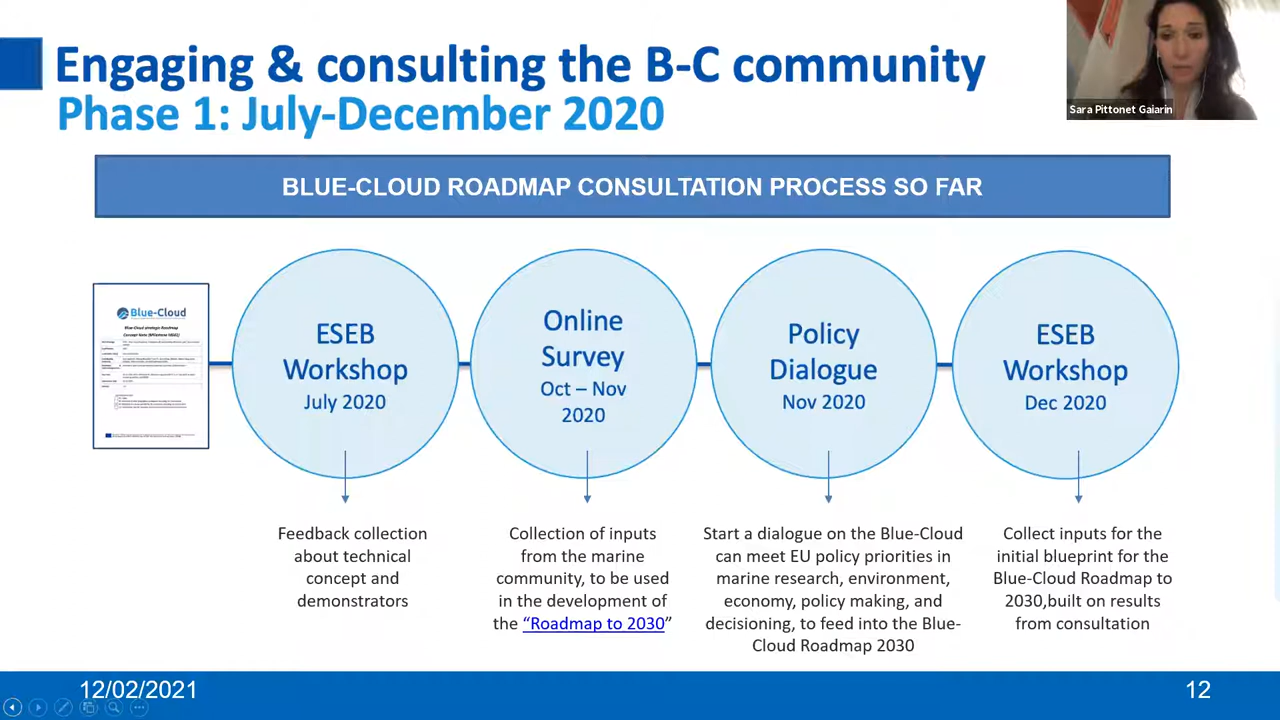 Engaging & consulting the B-C community
Phase 1: July-December 2020
Sara Pittonet Gaiarin
BLUE-CLOUD ROADMAP CONSULTATION PROCESS SO FAR
Blue-Cloud
Blue-Cloud strategic Roadmap
ESEB
Workshop
July 2020
Online
Survey
Oct – Nov
2020
Policy
Dialogue
Nov 2020
ESEB
Workshop
Dec 2020
Feedback collection
about technical
concept and
demonstrators
Collection of inputs
from the marine
community, to be used
in the development of
the “Roadmap to 2030”
Start a dialogue on the Blue-Cloud
can meet EU policy priorities in
marine research, environment,
economy, policy making, and
decisioning, to feed into the Blue-
Cloud Roadmap 2030
Collect inputs for the
initial blueprint for the
Blue-Cloud Roadmap to
2030,built on results
from consultation
12/02/2021
12